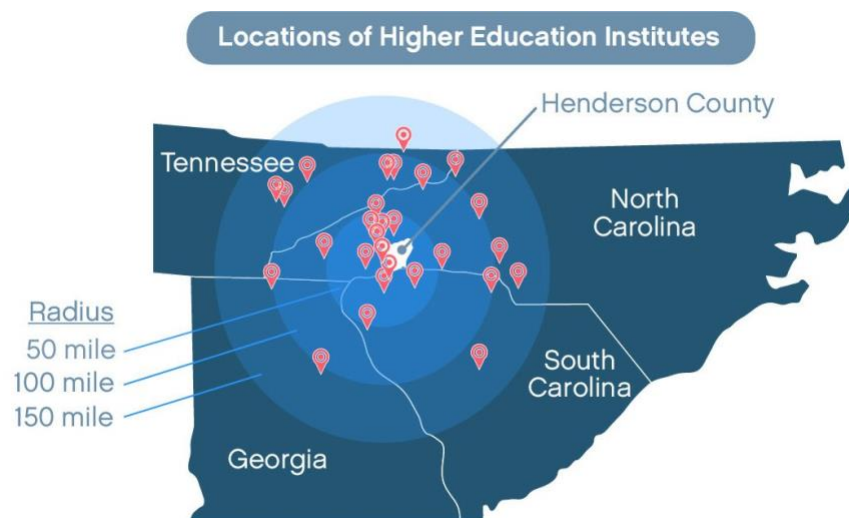 Locations of Higher Education Institutes
Henderson County
Tennessee
North
Carolina
Radius
50 mile
100 mile
150 mile
South
Carolina
Georgia